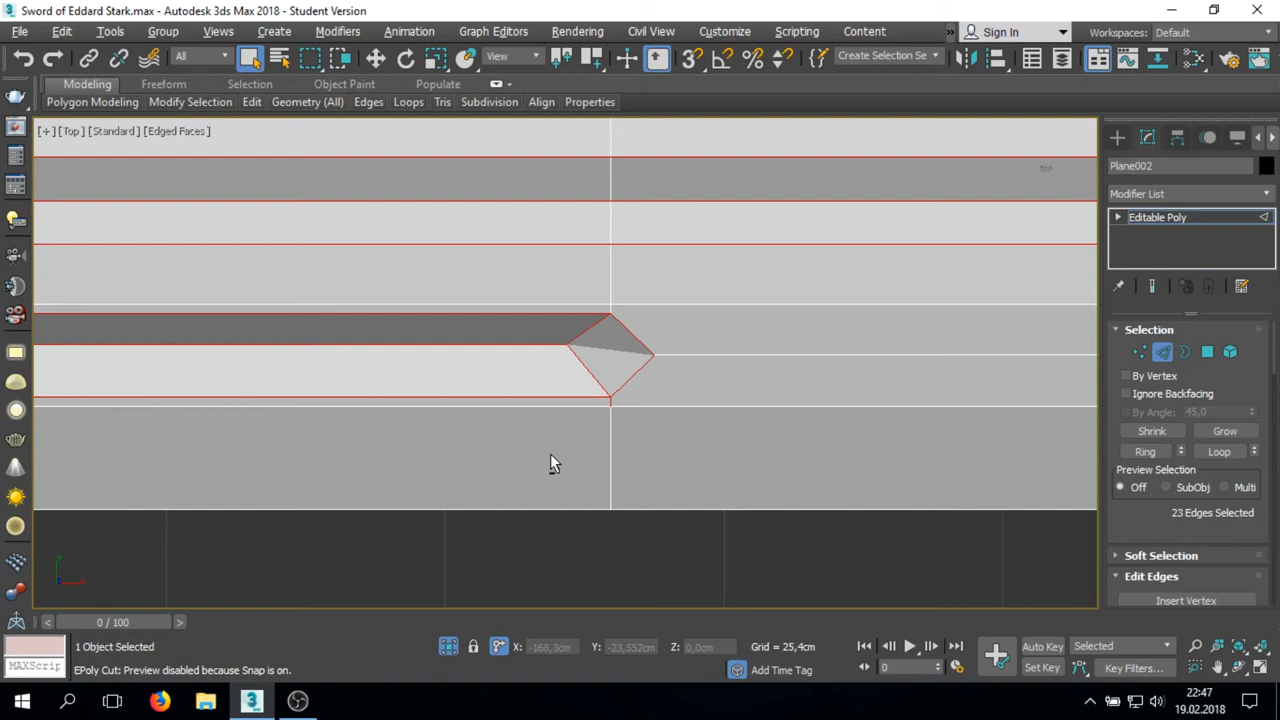 Sword of Eddard Stark.max - Autodesk 3ds Max 2018 - Student Version
File Edit Tools Group Views Create Modifiers Animation Graph Editors Rendering Civil View Customize Scripting Content » Sign In Workspaces: Default
All View Create Selection Se
Modeling Freeform Selection Object Paint Populate
Polygon Modeling Modify Selection Edit Geometry (All) Edges Loops Tris Subdivision Align Properties
[+] [Top] [Standard] [Edged Faces]
TOP
Plane002
Modifier List
Editable Poly
Selection
By Vertex
Ignore Backfacing
By Angle: 45,0
Shrink Grow
Ring Loop
Preview Selection
Off SubObj Multi
23 Edges Selected
Soft Selection
Edit Edges
Insert Vertex
y
0 / 100
1 Object Selected
X: -168,3cm Y: -23,552cm Z: 0,0cm Grid = 25,4cm
Auto Key Selected
MAXScrip
EPoly Cut: Preview disabled because Snap is on.
Add Time Tag
0
Set Key Key Filters...
22:47
19.02.2018